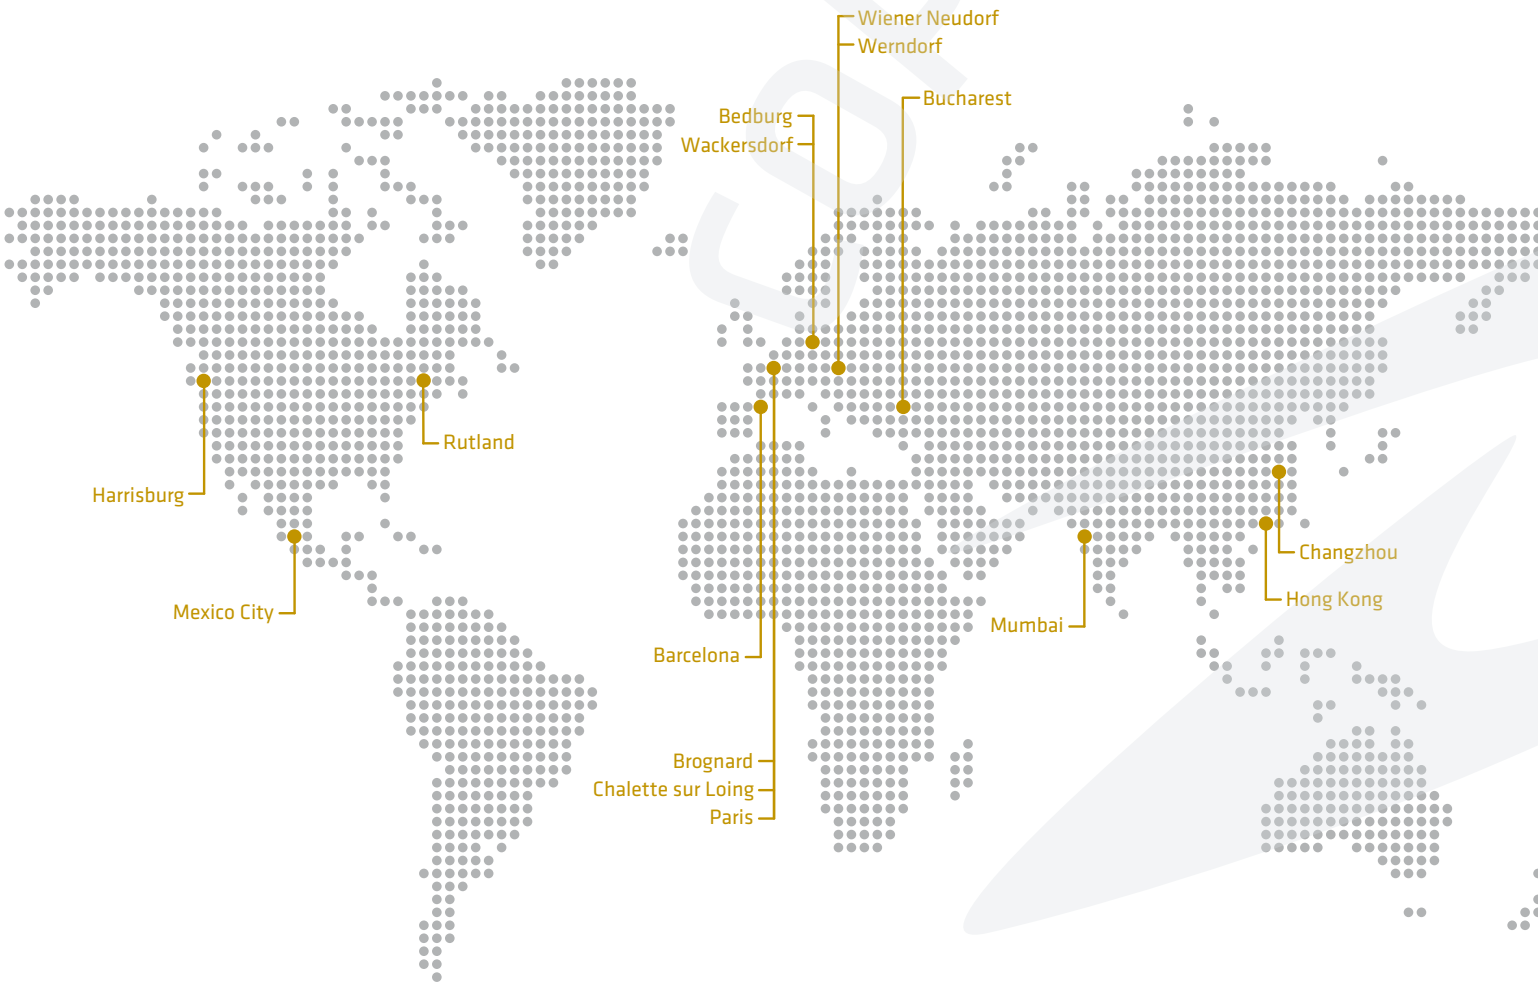 Wiener Neudorf
Werndorf
Bucharest
Bedburg
Wackersdorf
Rutland
Harrisburg
Changzhou
Hong Kong
Mexico City
Mumbai
Barcelona
Brognard
Chalette sur Loing
Paris